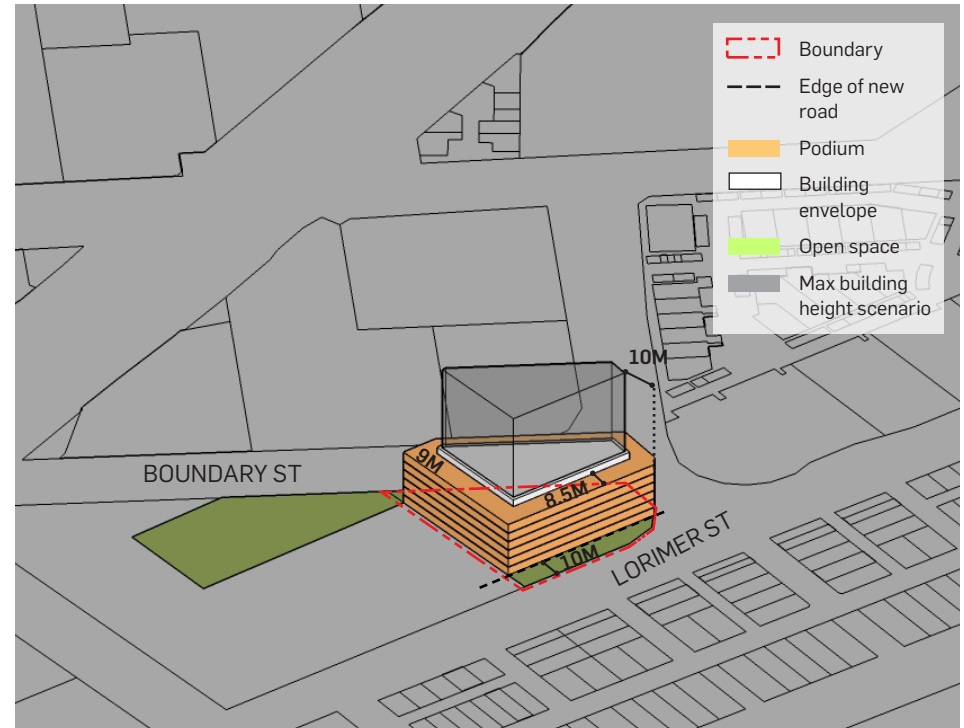 Boundary
Edge of new
road
Podium
Building
envelope
Open space
Max building
height scenario
10M
9M
BOUNDARY ST
8.5M
10M
LORIMER ST